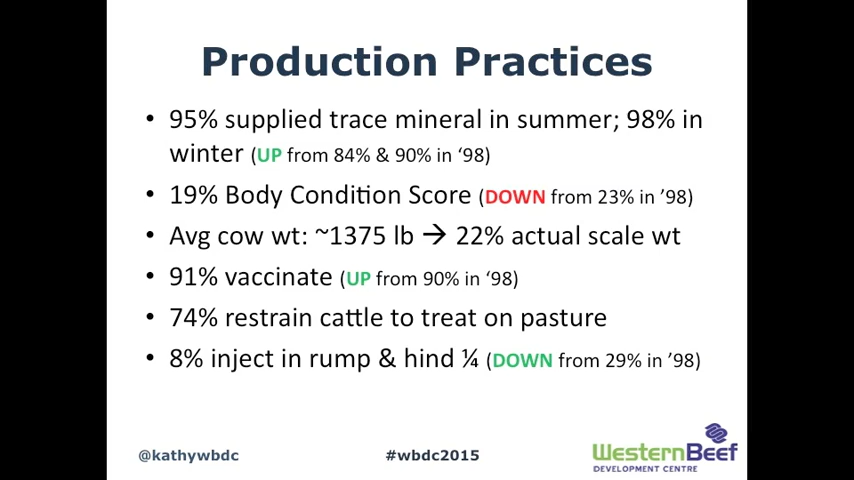 Production Practices
• 95% supplied trace mineral in summer; 98% in
winter (UP from 84% & 90% in ‘98)
• 19% Body Condition Score (DOWN from 23% in ’98)
• Avg cow wt: ~1375 lb → 22% actual scale wt
• 91% vaccinate (UP from 90% in ‘98)
• 74% restrain cattle to treat on pasture
• 8% inject in rump & hind ¼ (DOWN from 29% in ’98)
@kathywbdc #wbdc2015
WesternBeef
DEVELOPMENT CENTRE